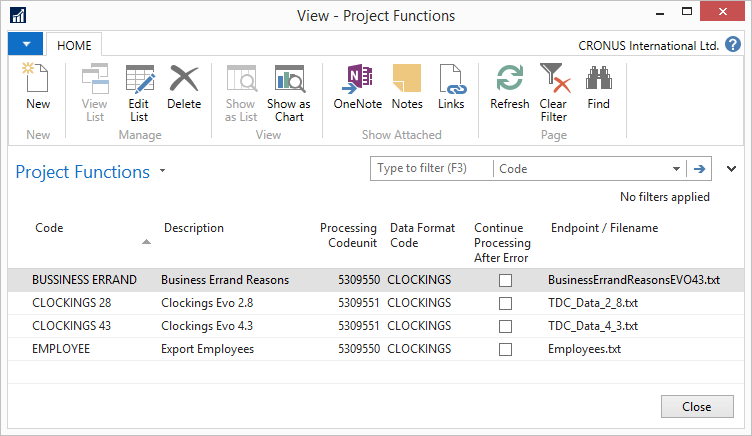 View - Project Functions
HOME
CRONUS International Ltd.
New
View List
Edit List
Delete
Show as List
Show as Chart
OneNote
Notes
Links
Refresh
Clear Filter
Find
New
Manage
View
Show Attached
Page
Project Functions
Type to filter (F3)
Code
No filters applied
Code
Description
Processing Codeunit
Data Format Code
Continue Processing After Error
Endpoint / Filename
BUSSINESS ERRAND Business Errand Reasons 5309550 CLOCKINGS BusinessErrandReasonsEVO43.txt
CLOCKINGS 28 Clockings Evo 2.8 5309551 CLOCKINGS TDC_Data_2_8.txt
CLOCKINGS 43 Clockings Evo 4.3 5309551 CLOCKINGS TDC_Data_4_3.txt
EMPLOYEE Export Employees 5309550 CLOCKINGS Employees.txt
Close